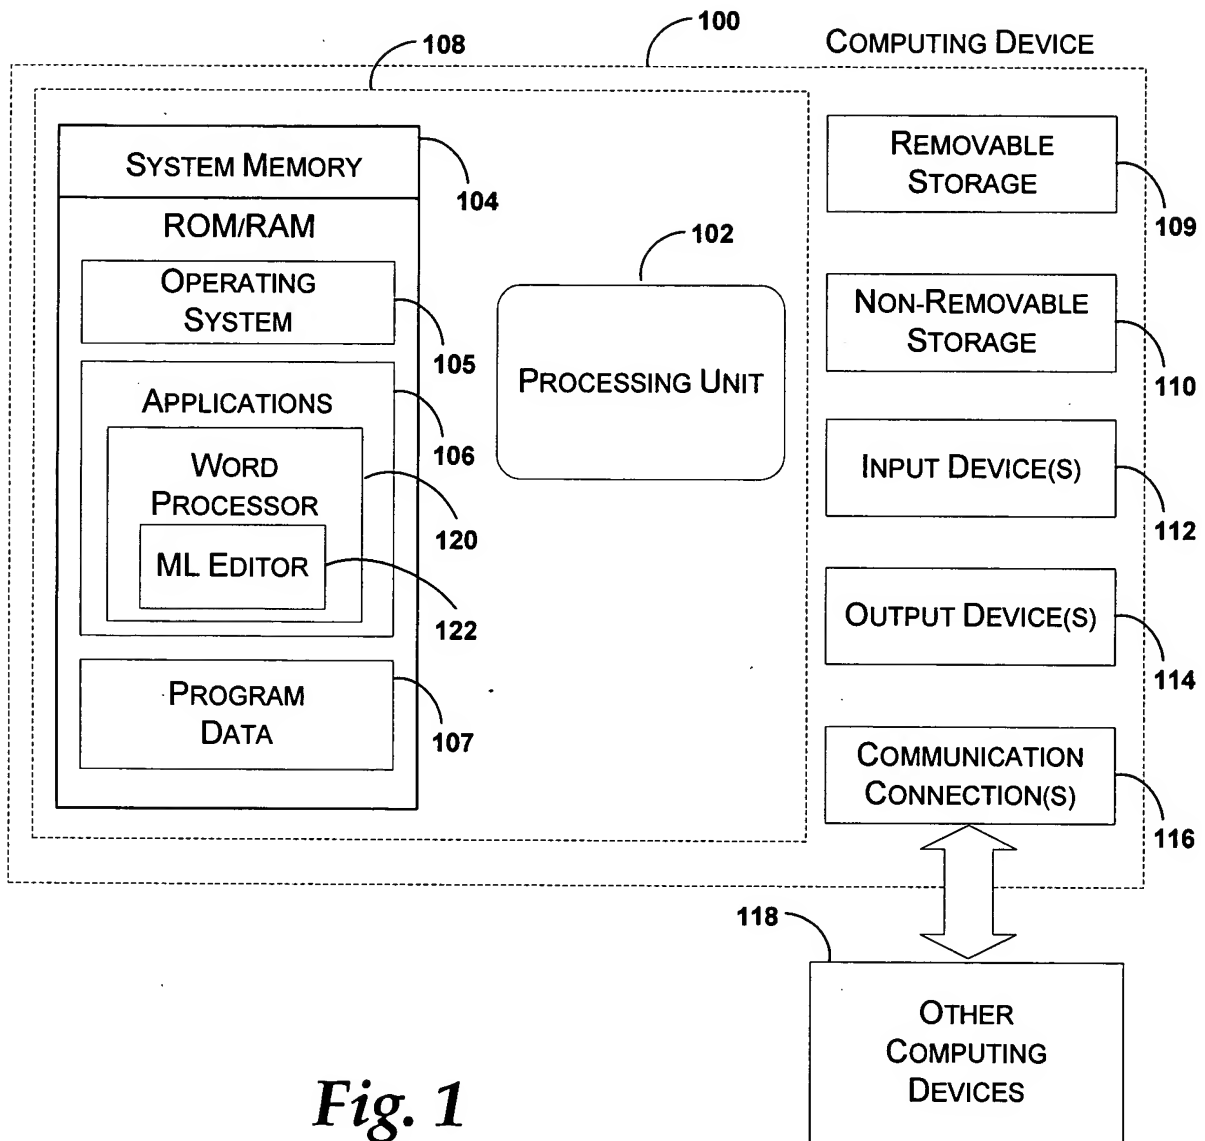 100
COMPUTING DEVICE
108
SYSTEM MEMORY
104
ROM/RAM
OPERATING
SYSTEM
105
APPLICATIONS
106
WORD
PROCESSOR
120
ML EDITOR
122
PROGRAM
DATA
107
102
PROCESSING UNIT
REMOVABLE
STORAGE
109
NON-REMOVABLE
STORAGE
110
INPUT DEVICE(S)
112
OUTPUT DEVICE(S)
114
COMMUNICATION
CONNECTION(S)
116
118
OTHER
COMPUTING
DEVICES
Fig. 1